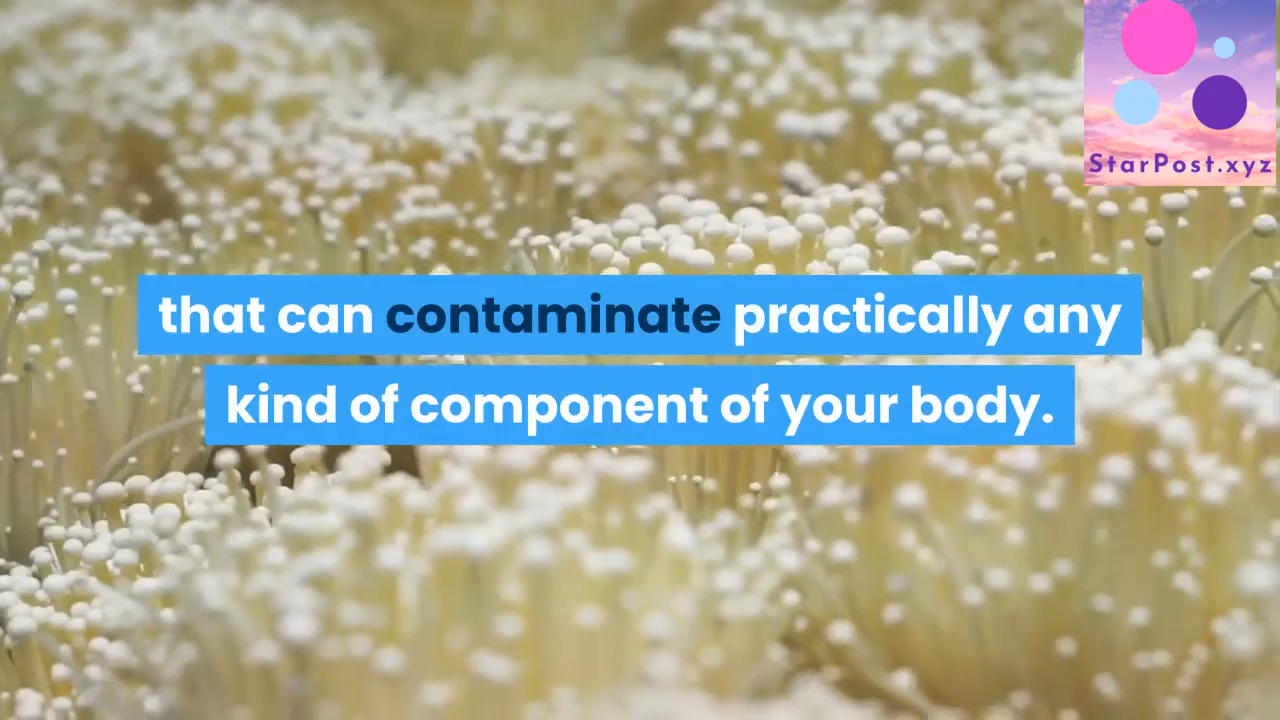 StarPost.xyz
that can contaminate practically any
kind of component of your body.